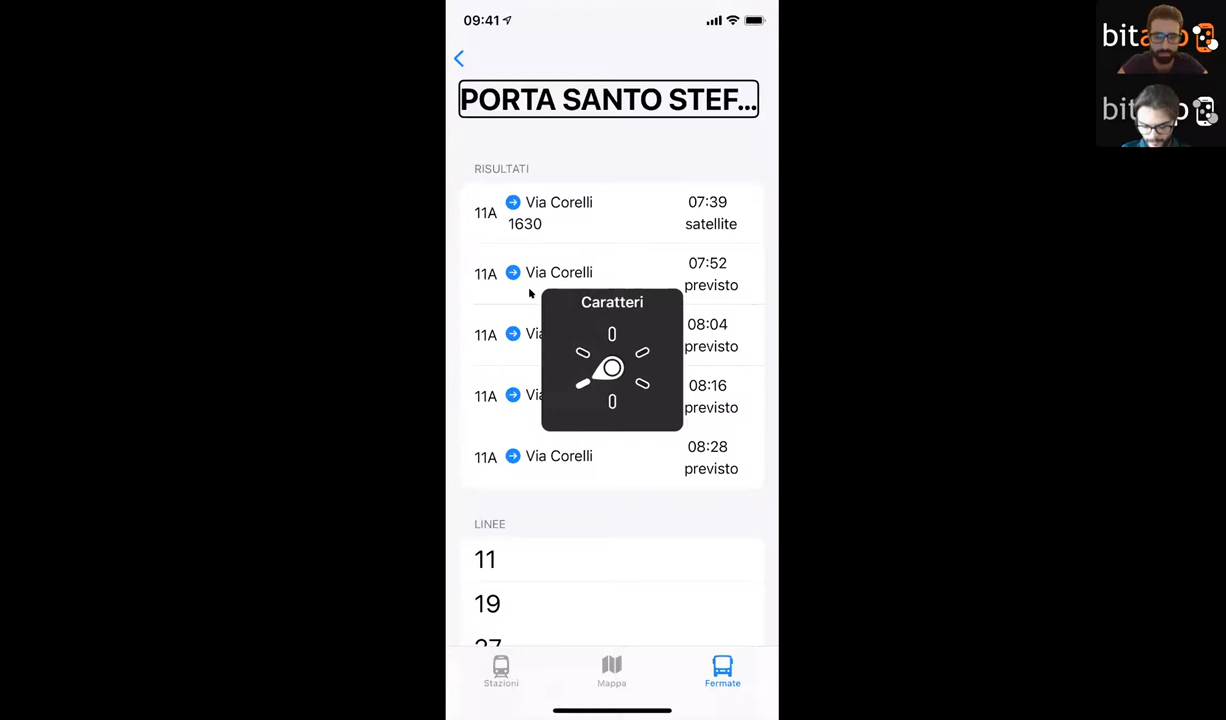 09:41
PORTA SANTO STEF...
RISULTATI
11A Via Corelli 07:39
1630 satellite
11A Via Corelli 07:52
previsto
Caratteri
11A 08:04
previsto
11A 08:16
previsto
11A Via Corelli 08:28
previsto
LINEE
11
19
27
Stazioni Mappa Fermate